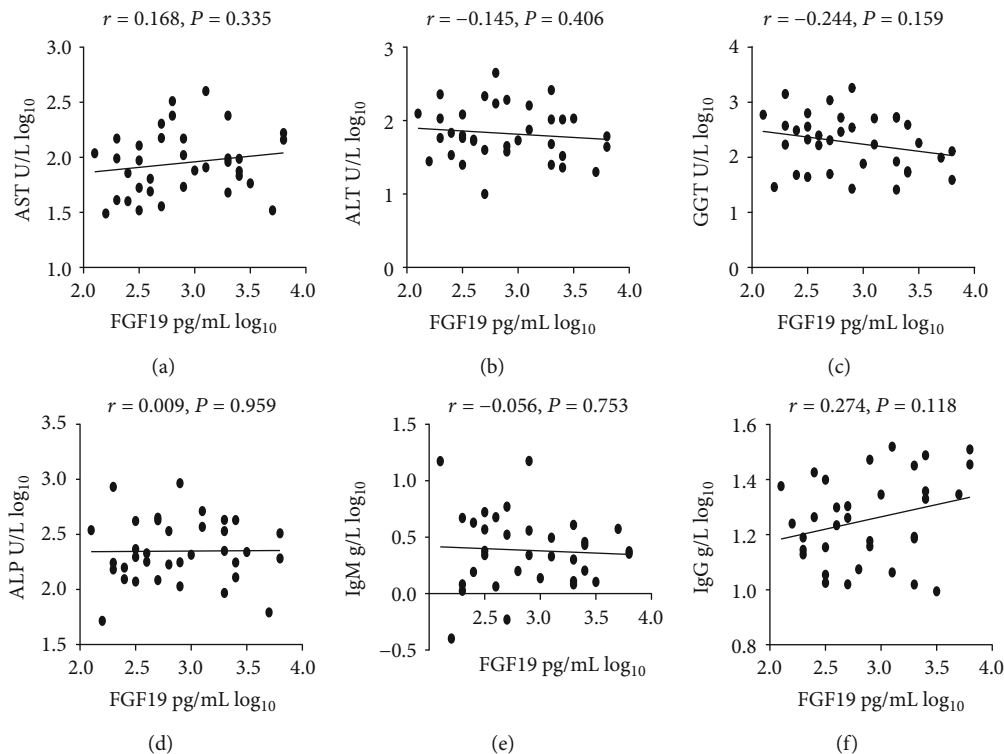 r = 0.168, P = 0.335
AST U/L log10
3.0
2.5
2.0
1.5
1.0
2.0 2.5 3.0 3.5 4.0
FGF19 pg/mL log10
(a)
r = −0.145, P = 0.406
ALT U/L log10
3
2
1
0
2.0 2.5 3.0 3.5 4.0
FGF19 pg/mL log10
(b)
r = −0.244, P = 0.159
GGT U/L log10
4
3
2
1
0
2.0 2.5 3.0 3.5 4.0
FGF19 pg/mL log10
(c)
r = 0.009, P = 0.959
ALP U/L log10
3.5
3.0
2.5
2.0
1.5
2.0 2.5 3.0 3.5 4.0
FGF19 pg/mL log10
(d)
r = −0.056, P = 0.753
IgM g/L log10
1.5
1.0
0.5
0.0
−0.5
2.5 3.0 3.5 4.0
FGF19 pg/mL log10
(e)
r = 0.274, P = 0.118
IgG g/L log10
1.6
1.4
1.2
1.0
0.8
2.0 2.5 3.0 3.5 4.0
FGF19 pg/mL log10
(f)